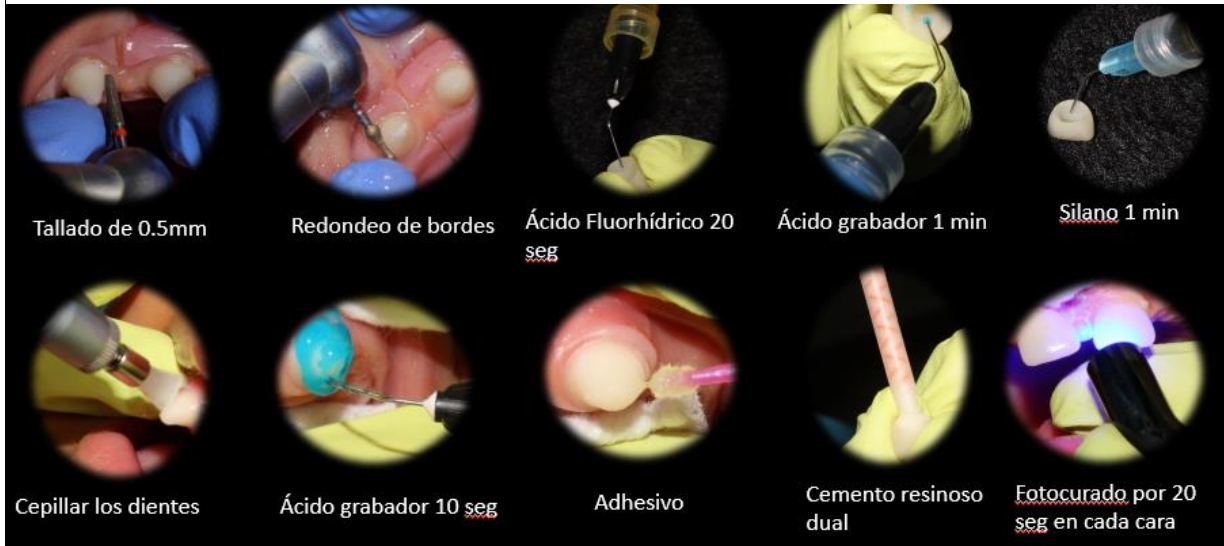 Tallado de 0.5mm
Redondeo de bordes
Ácido Fluorhídrico 20
seg
Ácido grabador 1 min
Silano 1 min
Cepillar los dientes
Ácido grabador 10 seg
Adhesivo
Cemento resinoso
dual
Fotocurado por 20
seg en cada cara